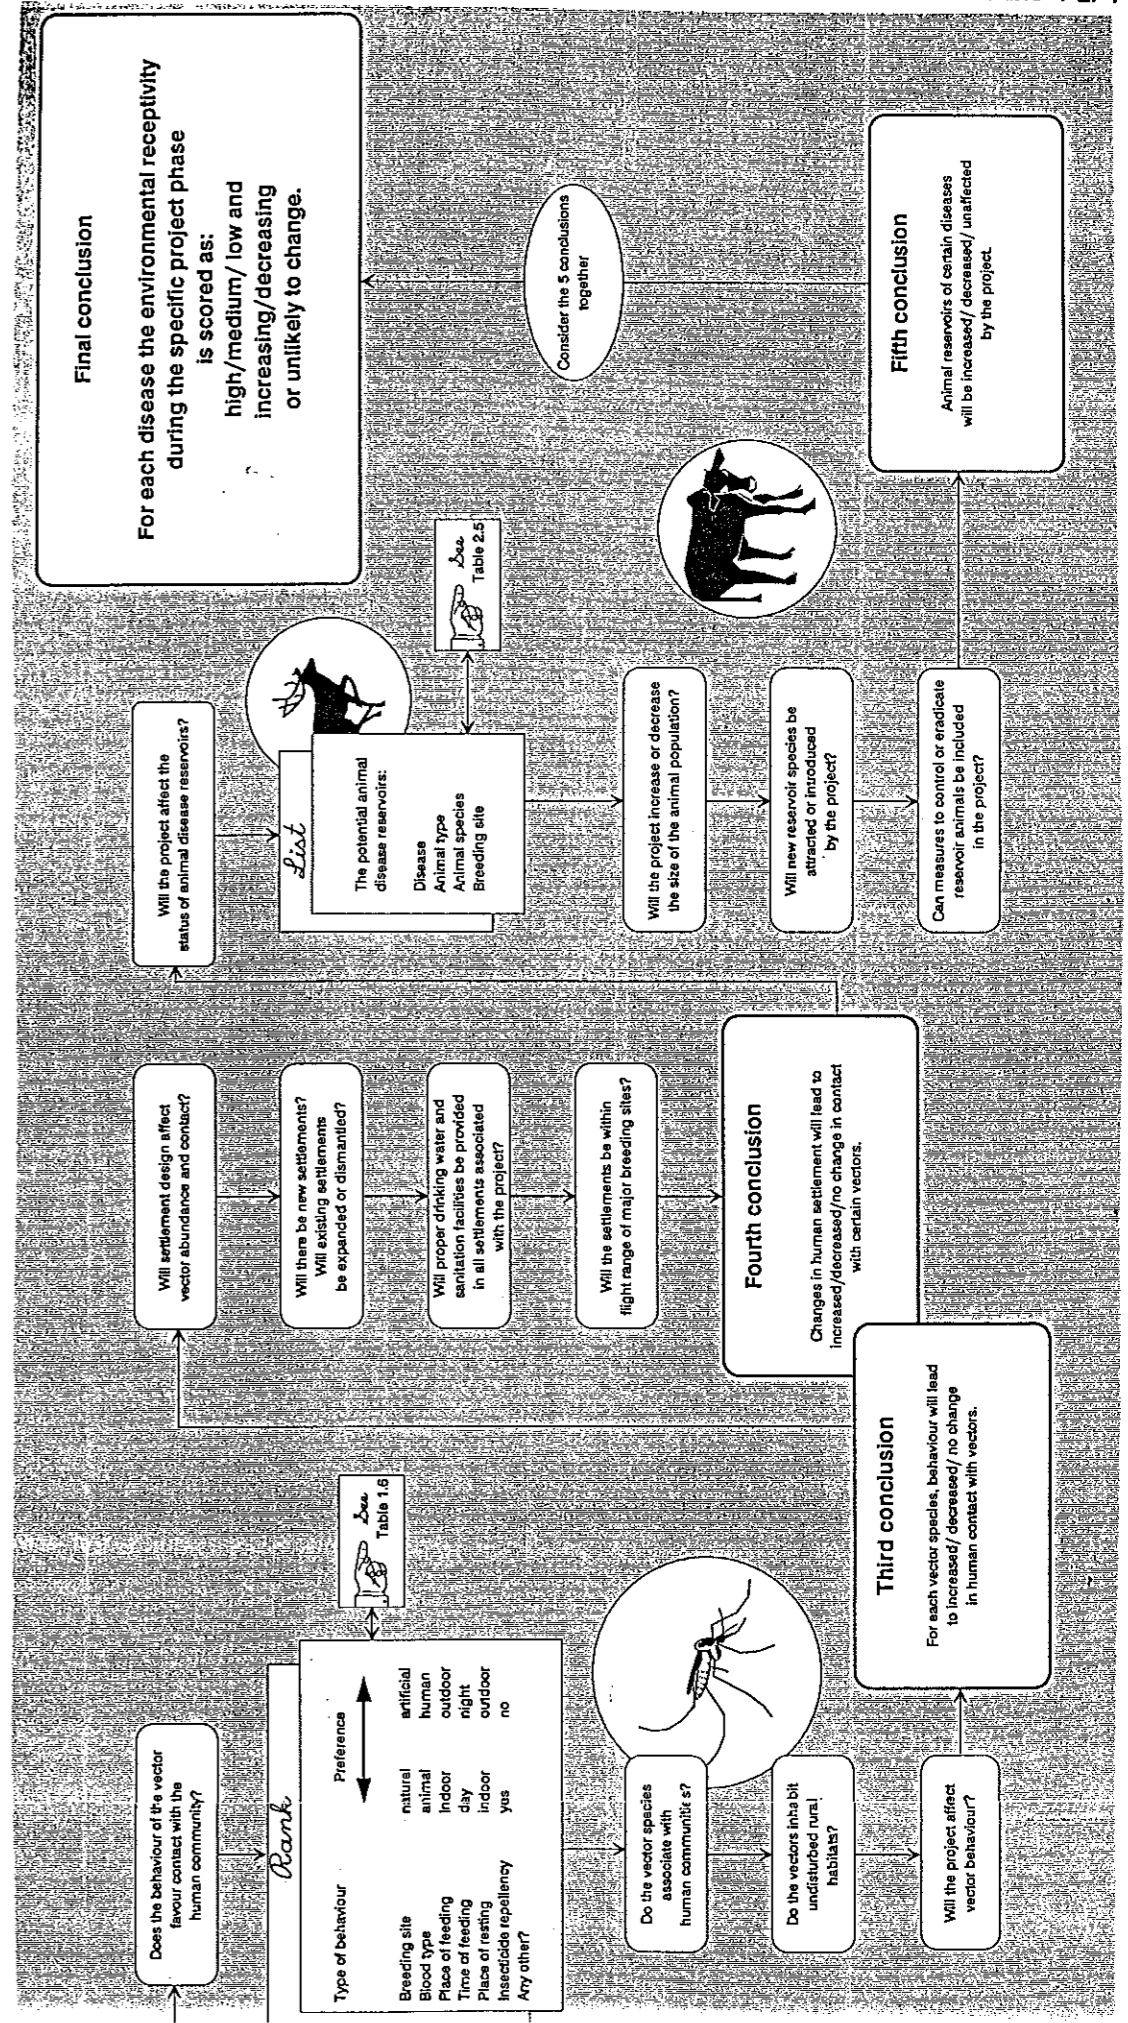 Does the behaviour of the vector
favour contact with the
human community?
Rank
Type of behaviour
Preference
Breeding site natural artificial
Blood type animal human
Place of feeding indoor outdoor
Time of feeding day night
Place of resting indoor outdoor
Insecticide repellency yes no
Any other?
See
Table 1.6
Do the vector species
associate with
human communitie s?
Do the vectors inha bit
undisturbed rural
habitats?
Will the project affect
vector behaviour?
Third conclusion
For each vector species, behaviour will lead
to increased/ decreased/ no change
in human contact with vectors.
Will settlement design affect
vector abundance and contact?
Will there be new settlements?
Will existing settlements
be expanded or dismantled?
Will proper drinking water and
sanitation facilities be provided
in all settlements associated
with the project?
Will the settlements be within
flight range of major breeding sites?
Fourth conclusion
Changes in human settlement will lead to
increased/decreased/no change in contact
with certain vectors.
Will the project affect the
status of animal disease reservoirs?
List
The potential animal
disease reservoirs:
Disease
Animal type
Animal species
Breeding site
See
Table 2.5
Will the project increase or decrease
the size of the animal population?
Will new reservoir species be
attracted or introduced
by the project?
Can measures to control or eradicate
reservoir animals be included
in the project?
Fifth conclusion
Animal reservoirs of certain diseases
will be increased/ decreased/ unaffected
by the project.
Consider the 5 conclusions
together
Final conclusion
For each disease the environmental receptivity
during the specific project phase
is scored as:
high/medium/ low and
increasing/decreasing
or unlikely to change.